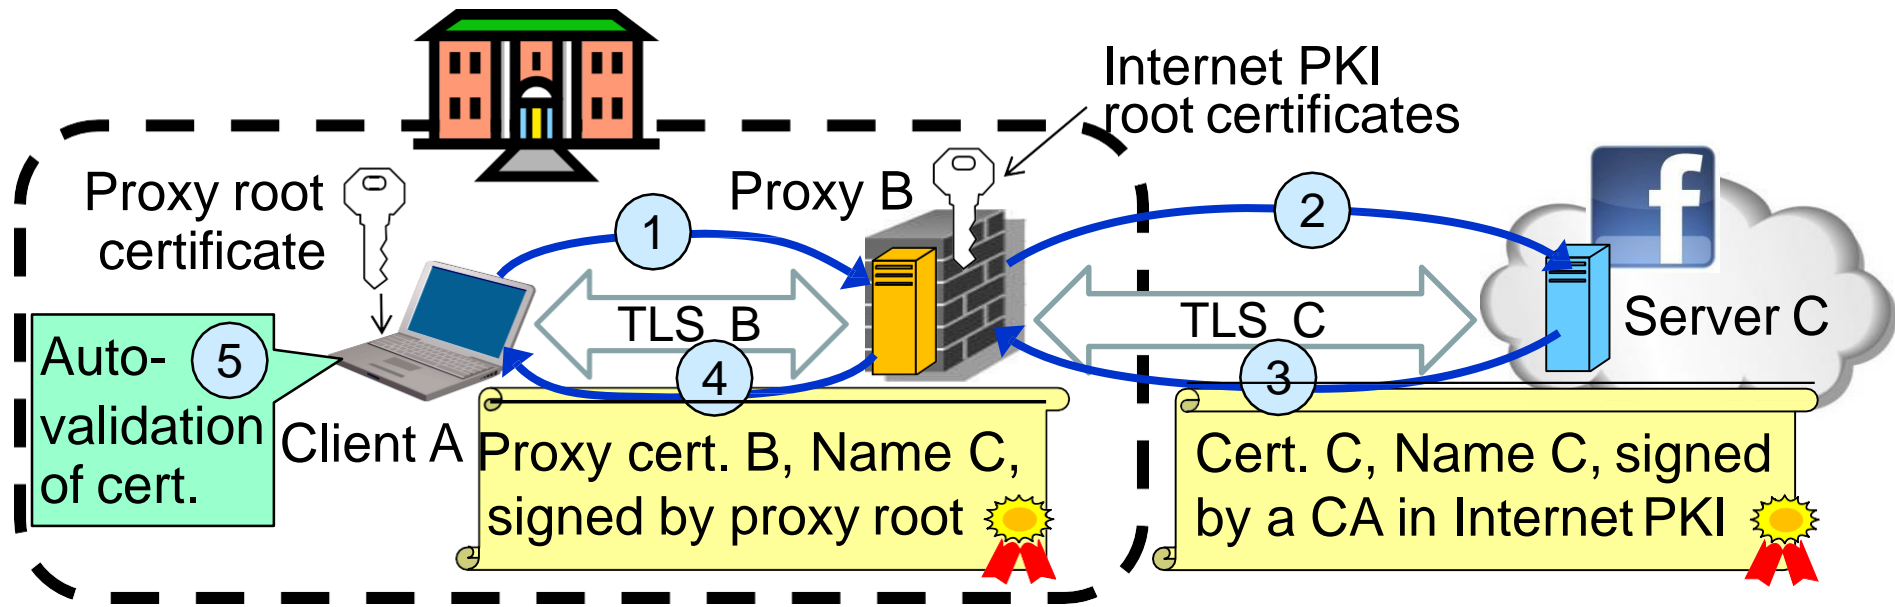 Internet PKI
root certificates
Proxy root
certificate
Proxy B
1
2
f
TLS_B
TLS_C
Server C
Auto-
validation
of cert.
5
4
3
Client A
Proxy cert. B, Name C,
signed by proxy root
Cert. C, Name C, signed
by a CA in Internet PKI